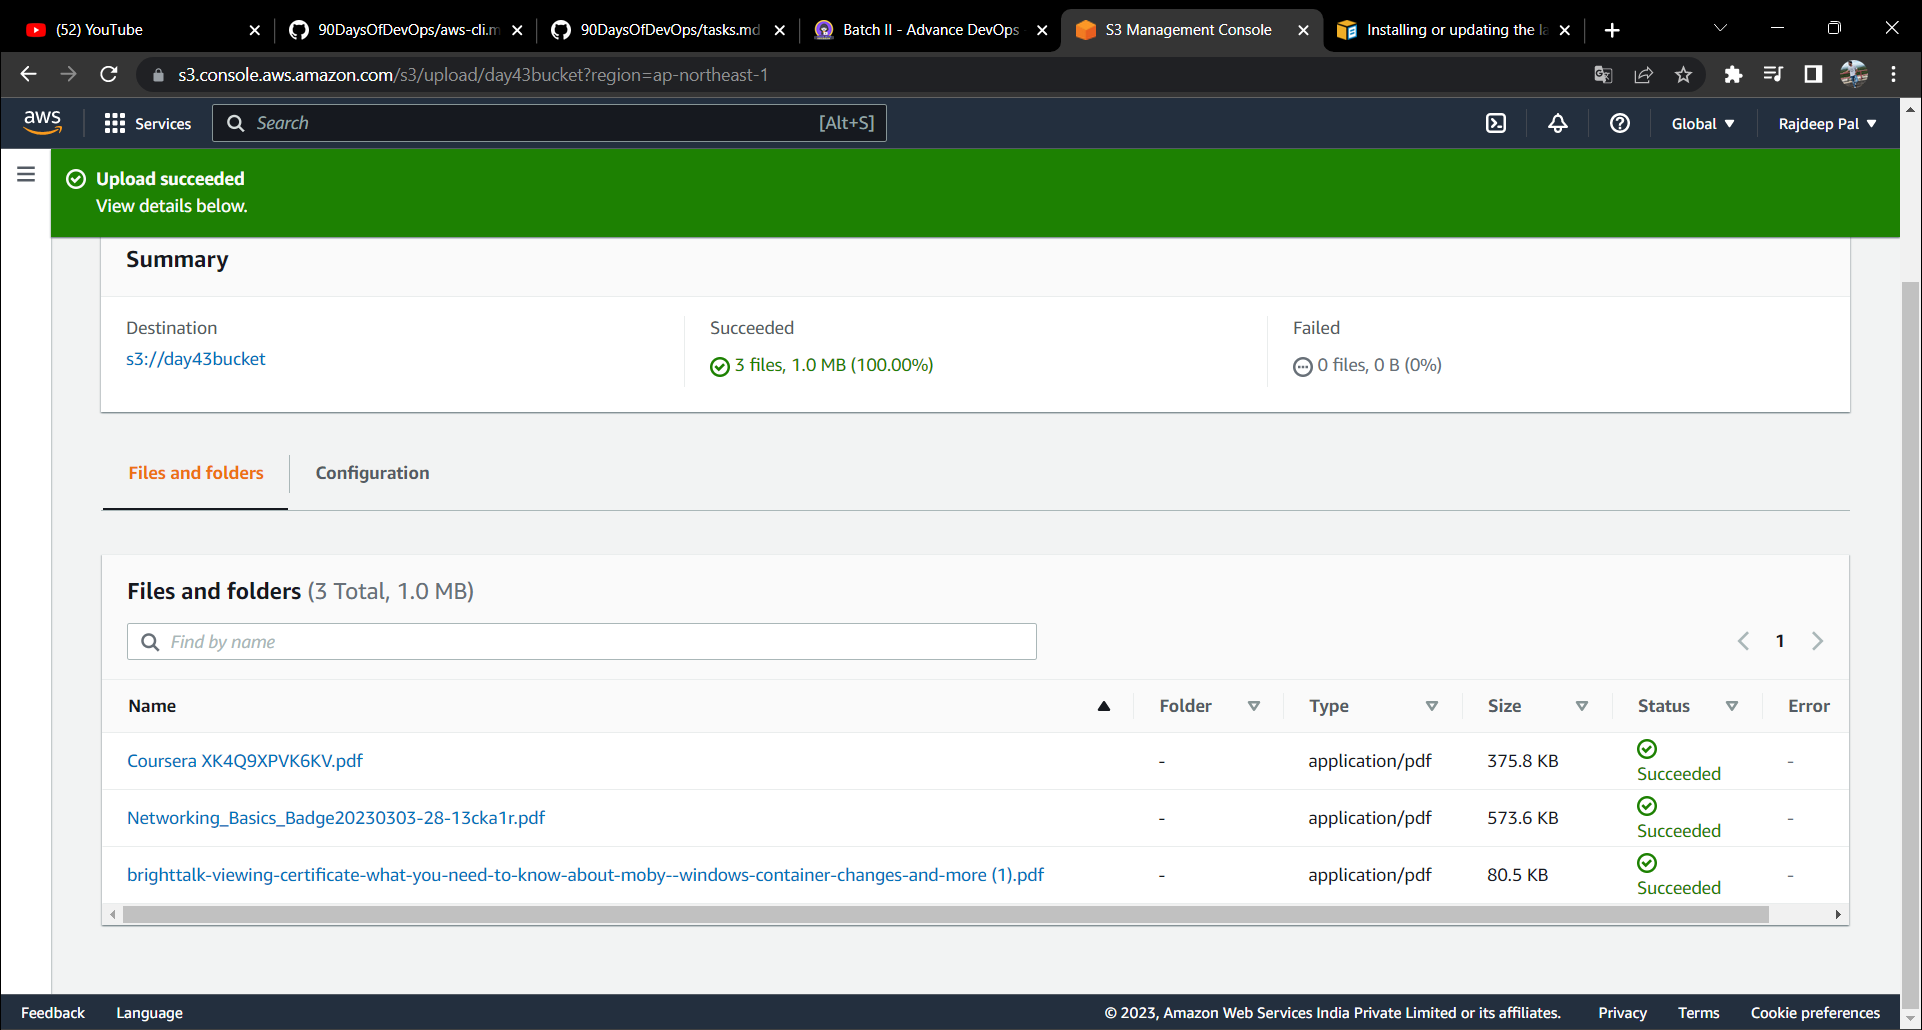 (52) YouTube
90DaysOfDevOps/aws-cli.m
90DaysOfDevOps/tasks.md
Batch II - Advance DevOps
S3 Management Console
Installing or updating the la
s3.console.aws.amazon.com/s3/upload/day43bucket?region=ap-northeast-1
aws
Services
Search
[Alt+S]
Global
Rajdeep Pal
Upload succeeded
View details below.
Summary
Destination
s3://day43bucket
Succeeded
3 files, 1.0 MB (100.00%)
Failed
0 files, 0 B (0%)
Files and folders
Configuration
Files and folders (3 Total, 1.0 MB)
Find by name
1
Name Folder Type Size Status Error
Coursera XK4Q9XPVK6KV.pdf - application/pdf 375.8 KB Succeeded -
Networking_Basics_Badge20230303-28-13cka1r.pdf - application/pdf 573.6 KB Succeeded -
brighttalk-viewing-certificate-what-you-need-to-know-about-moby--windows-container-changes-and-more (1).pdf - application/pdf 80.5 KB Succeeded -
Feedback Language © 2023, Amazon Web Services India Private Limited or its affiliates. Privacy Terms Cookie preferences